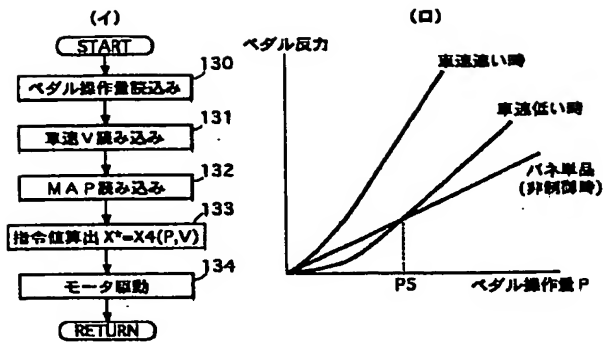 (イ)
START
130
ペダル操作量読込み
131
車速V読み込み
132
MAP読み込み
133
指令値算出 X*=X4(P,V)
134
モータ駆動
RETURN
(ロ)
ペダル反力
車速速い時
車速低い時
バネ単品
(非制御時)
PS
ペダル操作量 P